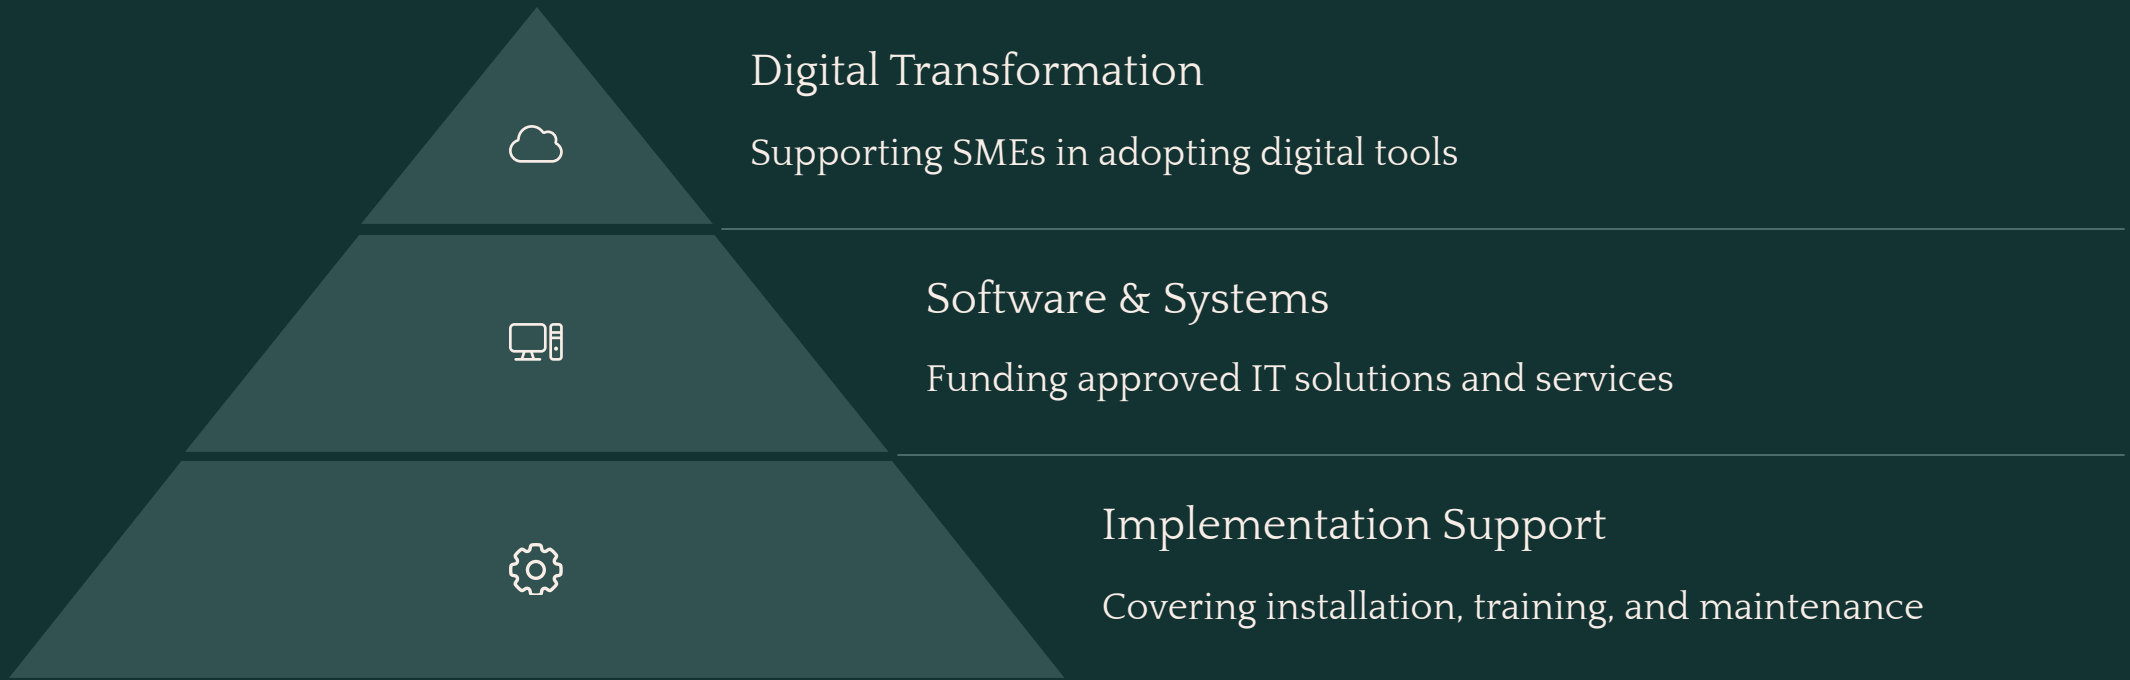 Digital Transformation
Supporting SMEs in adopting digital tools
Software & Systems
Funding approved IT solutions and services
Implementation Support
Covering installation, training, and maintenance